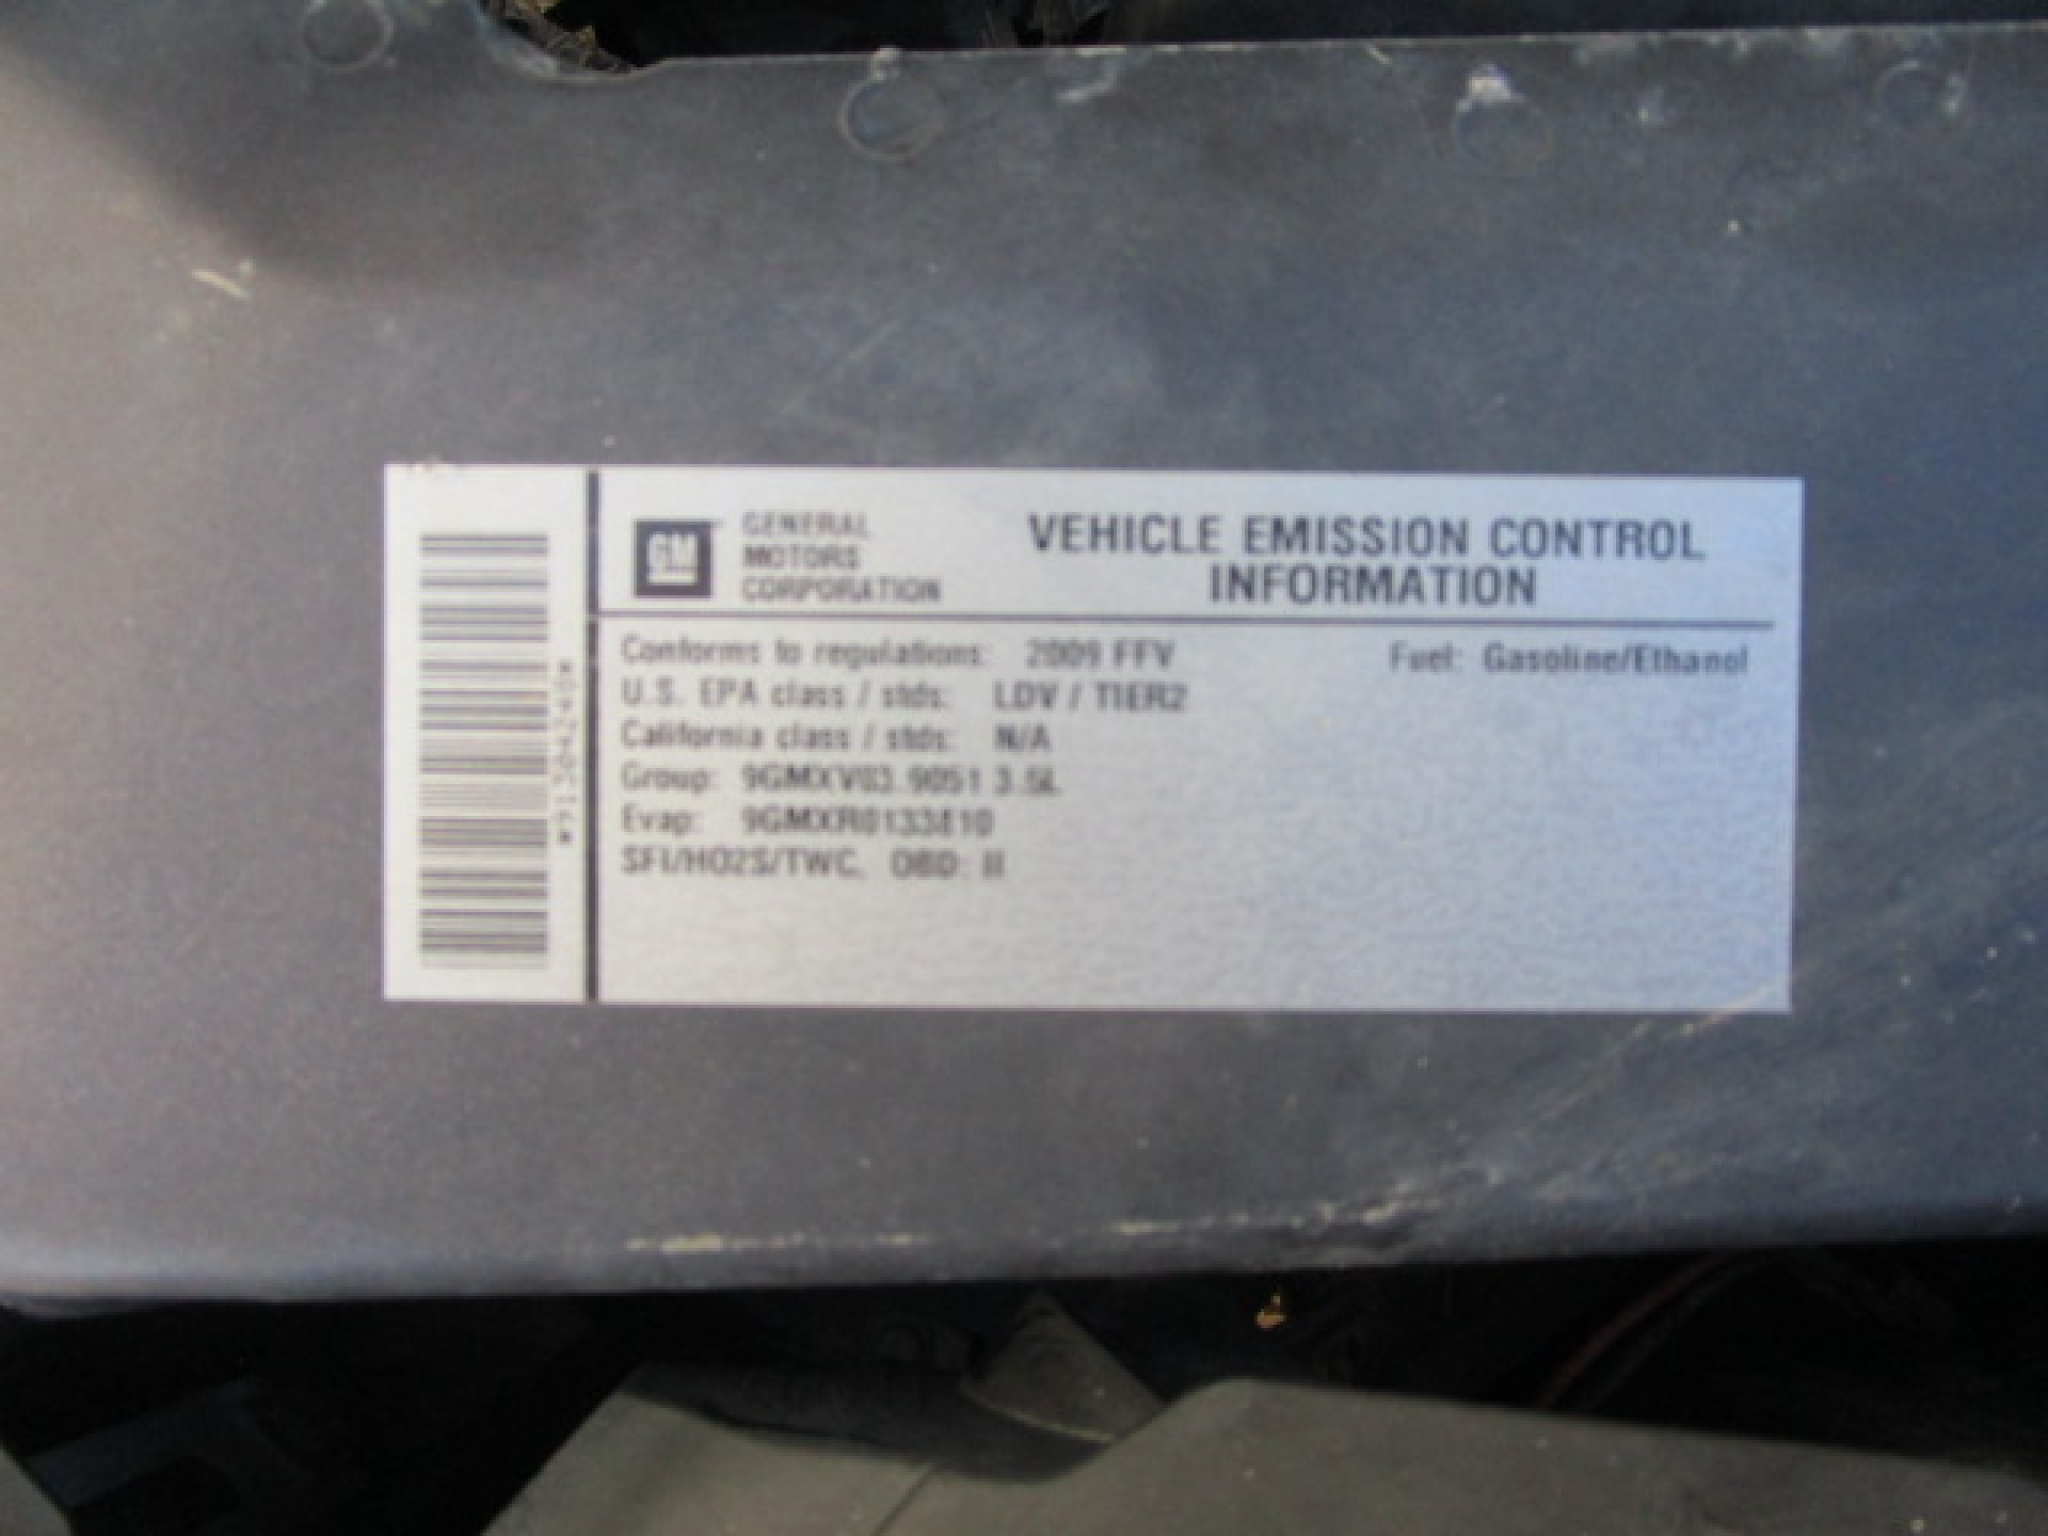 GM
GENERAL
MOTORS
CORPORATION
VEHICLE EMISSION CONTROL
INFORMATION
Conforms to regulations: 2009 FFV
Fuel: Gasoline/Ethanol
U.S. EPA class / stds: LDV / TIER2
California class / stds: N/A
Group: 9GMXV03.9051 3.5L
Evap: 9GMXR0133810
SFI/HO2S/TWC, OBD: II